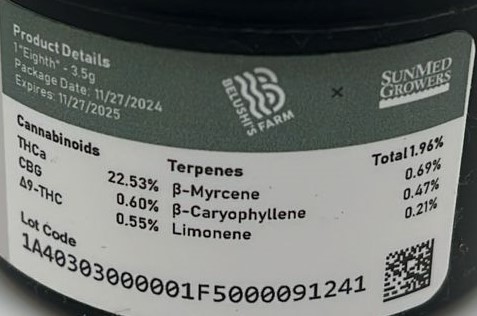 Product Details
1"Eighth" - 3.5g
Package Date: 11/27/2024
Expires: 11/27/2025
BELUSHI'S FARM
×
SUNMED
GROWERS
Cannabinoids
THCa 22.53%
CBG 0.60%
Δ9-THC 0.55%
Terpenes Total 1.96%
β-Myrcene 0.69%
β-Caryophyllene 0.47%
Limonene 0.21%
Lot Code
1A40303000001F5000091241